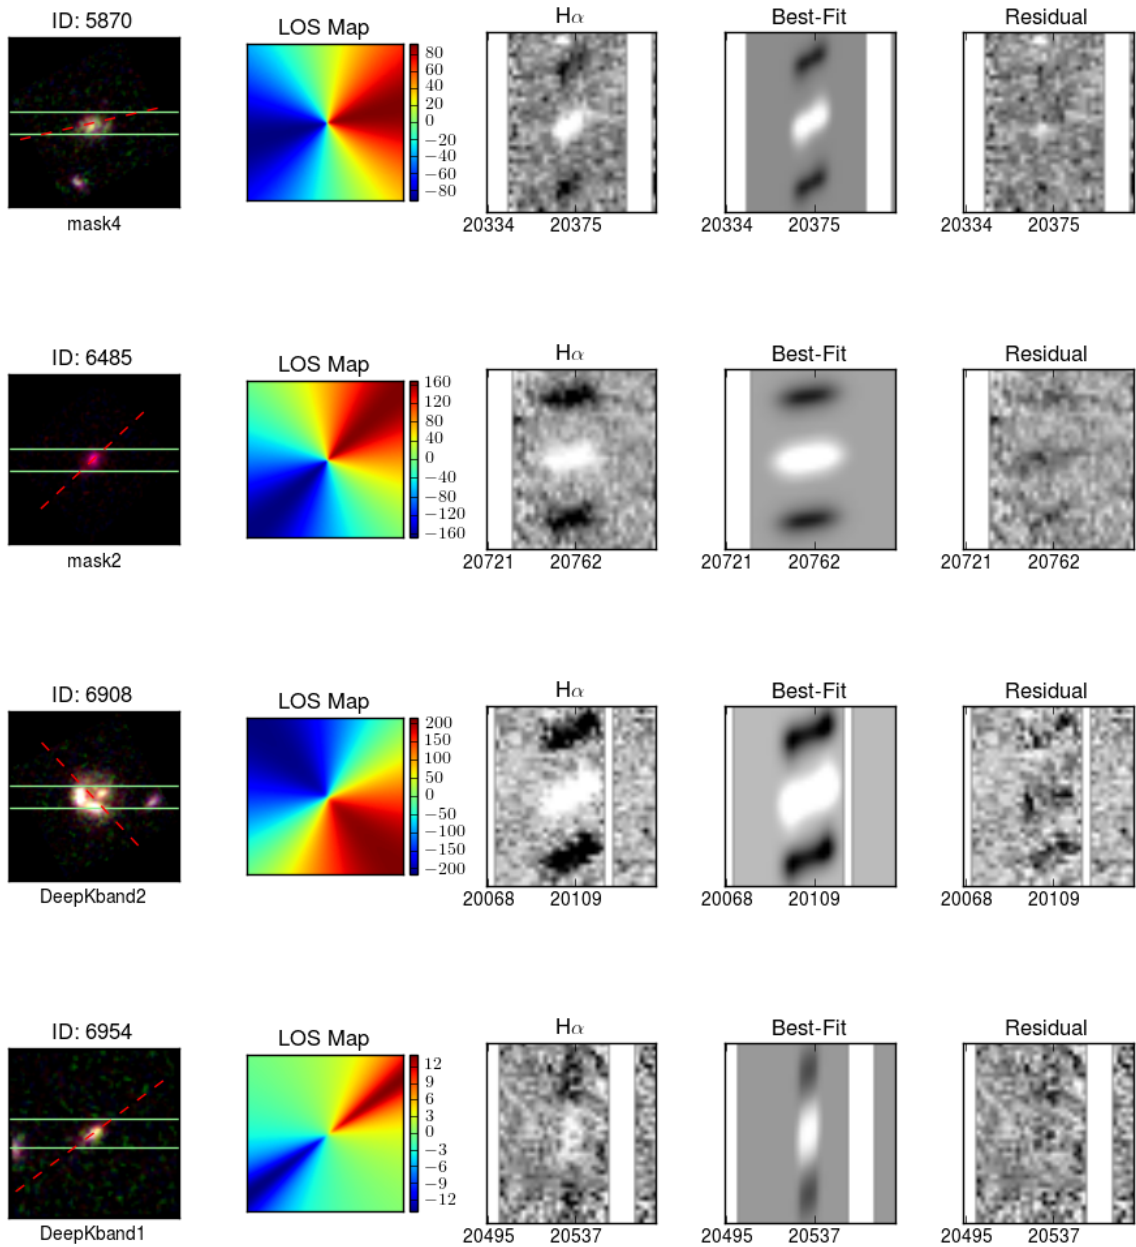 ID: 5870
LOS Map
Hα
Best-Fit
Residual
80
60
40
20
0
−20
−40
−60
−80
mask4
20334 20375
20334 20375
20334 20375
ID: 6485
LOS Map
Hα
Best-Fit
Residual
160
120
80
40
0
−40
−80
−120
−160
mask2
20721 20762
20721 20762
20721 20762
ID: 6908
LOS Map
Hα
Best-Fit
Residual
200
150
100
50
0
−50
−100
−150
−200
DeepKband2
20068 20109
20068 20109
20068 20109
ID: 6954
LOS Map
Hα
Best-Fit
Residual
12
9
6
3
0
−3
−6
−9
−12
DeepKband1
20495 20537
20495 20537
20495 20537